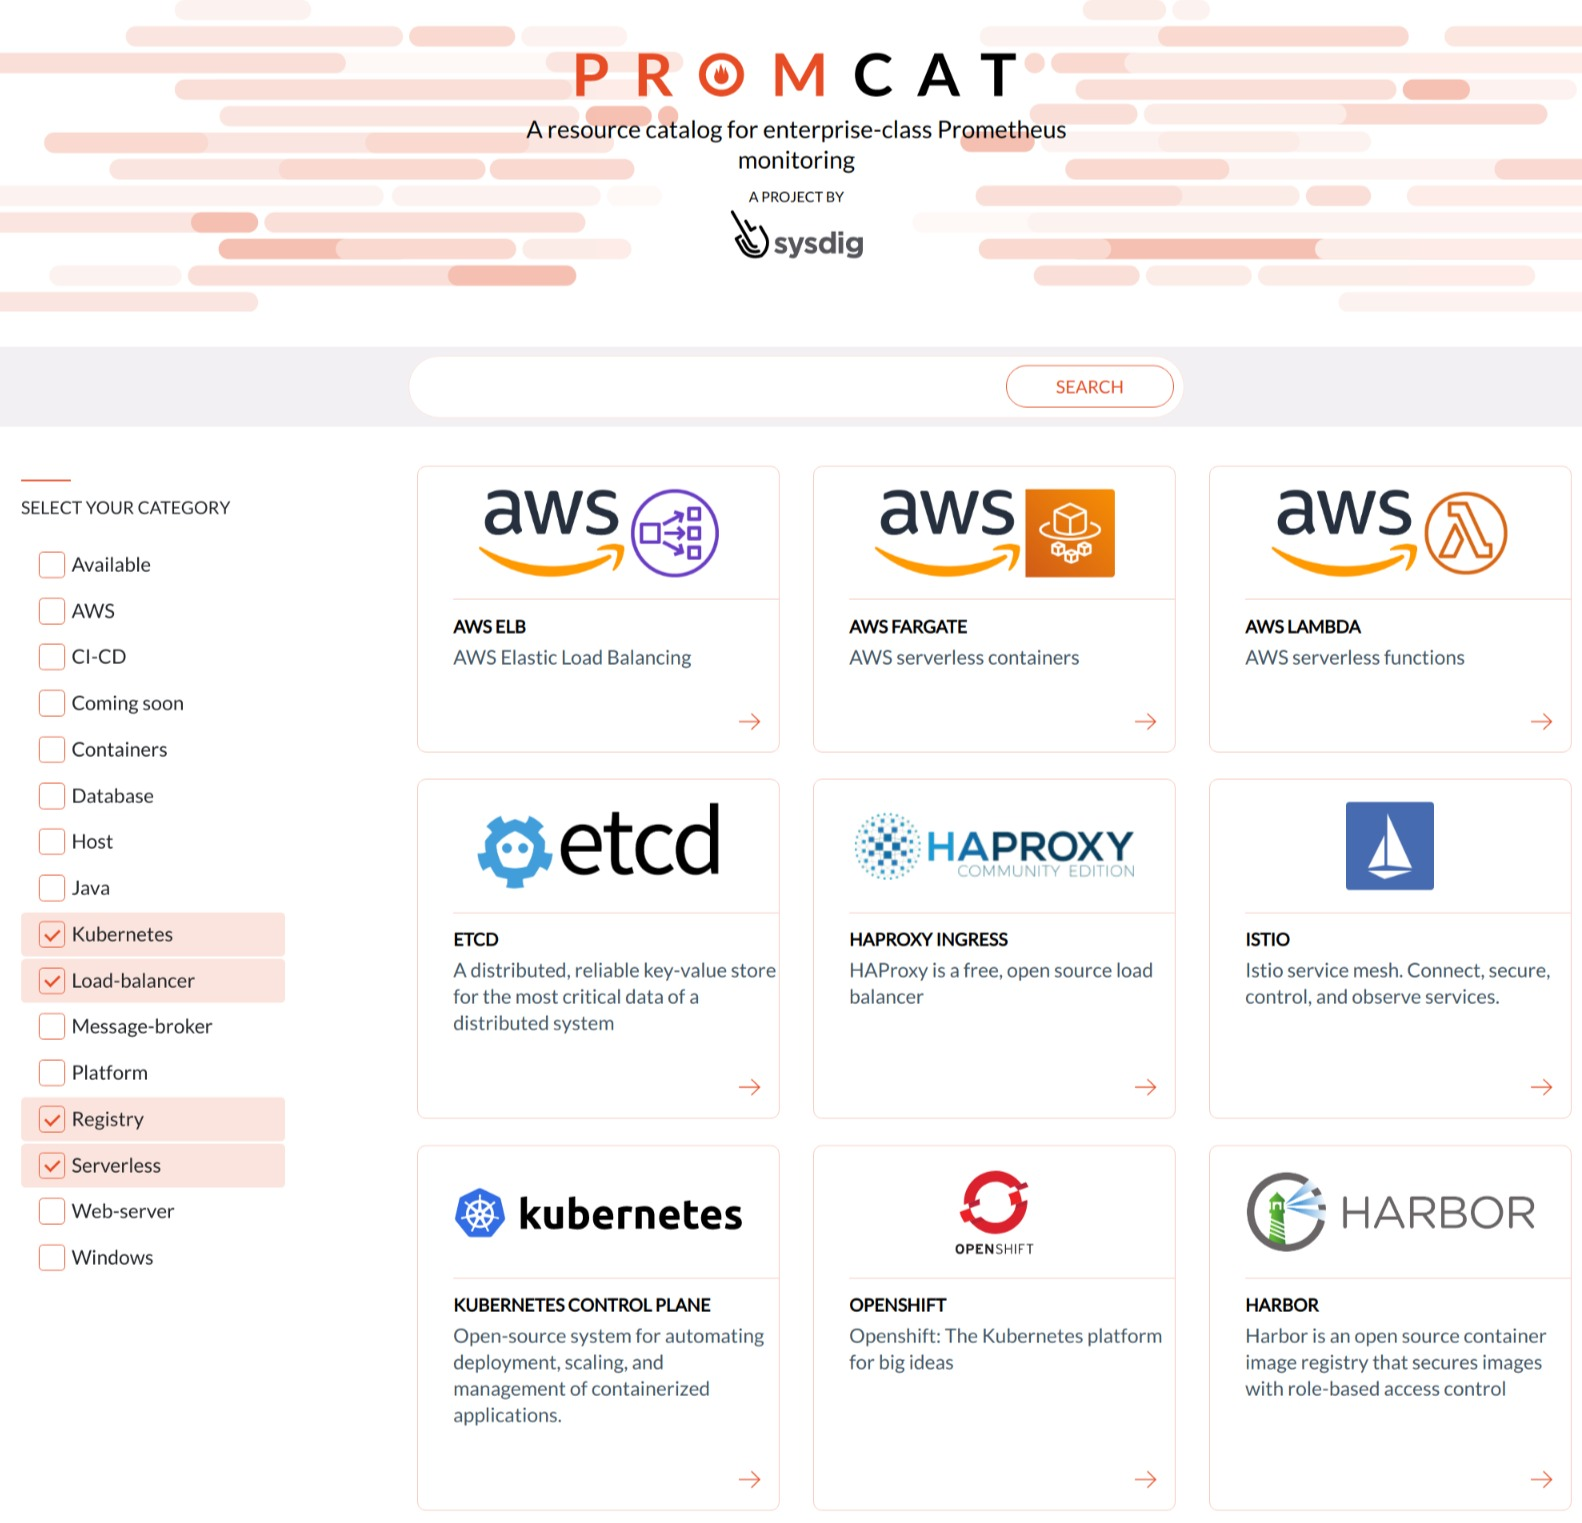 PROMCAT
A resource catalog for enterprise-class Prometheus
monitoring
A PROJECT BY
sysdig
SEARCH
SELECT YOUR CATEGORY
Available
AWS
CI-CD
Coming soon
Containers
Database
Host
Java
Kubernetes
Load-balancer
Message-broker
Platform
Registry
Serverless
Web-server
Windows
aws
AWS ELB
AWS Elastic Load Balancing
aws
AWS FARGATE
AWS serverless containers
aws
AWS LAMBDA
AWS serverless functions
etcd
ETCD
A distributed, reliable key-value store
for the most critical data of a
distributed system
HAPROXY
COMMUNITY EDITION
HAPROXY INGRESS
HAProxy is a free, open source load
balancer
ISTIO
Istio service mesh. Connect, secure,
control, and observe services.
kubernetes
KUBERNETES CONTROL PLANE
Open-source system for automating
deployment, scaling, and
management of containerized
applications.
OPENSHIFT
OPENSHIFT
Openshift: The Kubernetes platform
for big ideas
HARBOR
HARBOR
Harbor is an open source container
image registry that secures images
with role-based access control